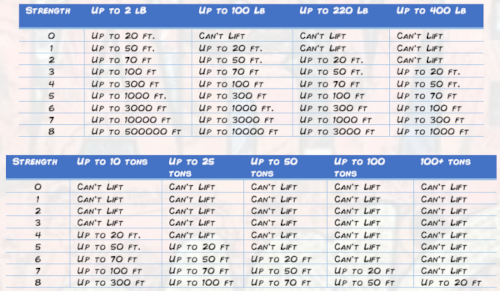 STRENGTH UP TO 2 LB UP TO 100 LB UP TO 220 LB UP TO 400 LB
0 UP TO 20 FT. CAN'T LIFT CAN'T LIFT CAN'T LIFT
1 UP TO 50 FT. UP TO 20 FT. CAN'T LIFT CAN'T LIFT
2 UP TO 70 FT UP TO 50 FT. UP TO 20 FT. CAN'T LIFT
3 UP TO 100 FT UP TO 70 FT UP TO 50 FT. UP TO 20 FT.
4 UP TO 300 FT UP TO 100 FT UP TO 70 FT UP TO 50 FT.
5 UP TO 1000 FT. UP TO 300 FT UP TO 100 FT UP TO 70 FT
6 UP TO 3000 FT UP TO 1000 FT. UP TO 300 FT UP TO 100 FT
7 UP TO 10000 FT UP TO 3000 FT UP TO 1000 FT UP TO 300 FT
8 UP TO 500000 FT UP TO 10000 FT UP TO 3000 FT UP TO 1000 FT
STRENGTH UP TO 10 TONS UP TO 25 UP TO 50 UP TO 100 100+ TONS
TONS TONS TONS
0 CAN'T LIFT CAN'T LIFT CAN'T LIFT CAN'T LIFT CAN'T LIFT
1 CAN'T LIFT CAN'T LIFT CAN'T LIFT CAN'T LIFT CAN'T LIFT
2 CAN'T LIFT CAN'T LIFT CAN'T LIFT CAN'T LIFT CAN'T LIFT
3 CAN'T LIFT CAN'T LIFT CAN'T LIFT CAN'T LIFT CAN'T LIFT
4 UP TO 20 FT. CAN'T LIFT CAN'T LIFT CAN'T LIFT CAN'T LIFT
5 UP TO 50 FT. UP TO 20 FT CAN'T LIFT CAN'T LIFT CAN'T LIFT
6 UP TO 70 FT UP TO 50 FT UP TO 20 FT CAN'T LIFT CAN'T LIFT
7 UP TO 100 FT UP TO 70 FT UP TO 50 FT UP TO 20 FT CAN'T LIFT
8 UP TO 300 FT UP TO 100 FT UP TO 70 FT UP TO 50 FT UP TO 20 FT